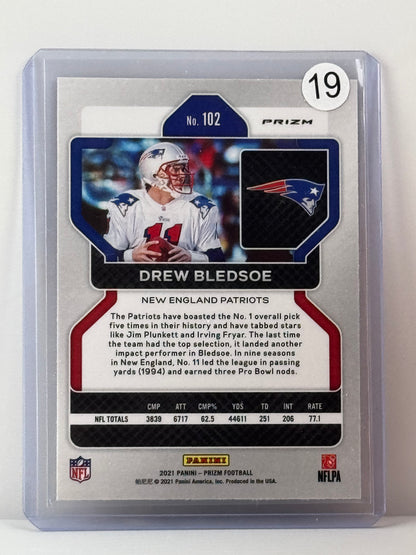 19
No. 102
PRIZM
11
DREW BLEDSOE
NEW ENGLAND PATRIOTS
The Patriots have boasted the No. 1 overall pick
five times in their history and have tabbed stars
like Jim Plunkett and Irving Fryar. The last time
the team had the top selection, it landed another
impact performer in Bledsoe. In nine seasons
in New England, No. 11 led the league in passing
yards (1994) and earned three Pro Bowl nods.
CMP ATT CMP% YDS TD INT RATE
NFL TOTALS 3839 6717 62.5 44611 251 206 77.1
NFL
PANINI
NFLPA
2021 PANINI – PRIZM FOOTBALL
帕尼尼 © 2021 Panini America, Inc. Produced in the USA.